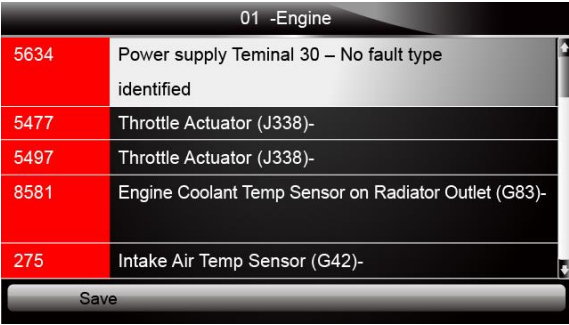 01 -Engine
5634 Power supply Teminal 30 – No fault type
identified
5477 Throttle Actuator (J338)-
5497 Throttle Actuator (J338)-
8581 Engine Coolant Temp Sensor on Radiator Outlet (G83)-
275 Intake Air Temp Sensor (G42)-
Save